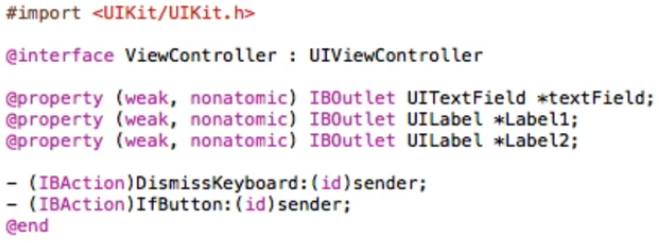 #import <UIKit/UIKit.h>
@interface ViewController : UIViewController
@property (weak, nonatomic) IBOutlet UITextField *textField;
@property (weak, nonatomic) IBOutlet UILabel *Label1;
@property (weak, nonatomic) IBOutlet UILabel *Label2;
- (IBAction)DismissKeyboard:(id)sender;
- (IBAction)IfButton:(id)sender;
@end